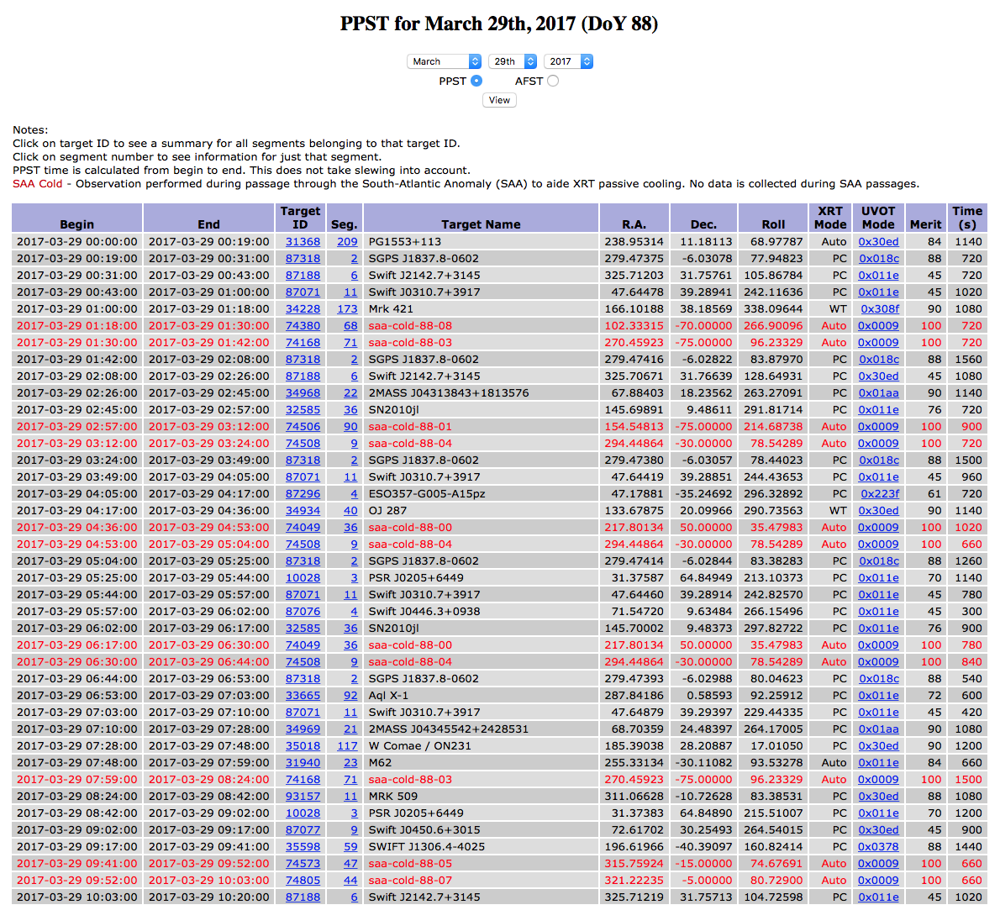 PPST for March 29th, 2017 (DoY 88)
March 29th 2017
PPST AFST
View
Notes:
Click on target ID to see a summary for all segments belonging to that target ID.
Click on segment number to see information for just that segment.
PPST time is calculated from begin to end. This does not take slewing into account.
SAA Cold - Observation performed during passage through the South-Atlantic Anomaly (SAA) to aide XRT passive cooling. No data is collected during SAA passages.
Begin End Target ID Seg. Target Name R.A. Dec. Roll XRT Mode UVOT Mode Merit Time (s)
2017-03-29 00:00:00 2017-03-29 00:19:00 31368 209 PG1553+113 238.95314 11.18113 68.97787 Auto 0x30ed 84 1140
2017-03-29 00:19:00 2017-03-29 00:31:00 87318 2 SGPS J1837.8-0602 279.47375 -6.03078 77.94823 PC 0x018c 88 720
2017-03-29 00:31:00 2017-03-29 00:43:00 87188 6 Swift J2142.7+3145 325.71203 31.75761 105.86784 PC 0x011e 45 720
2017-03-29 00:43:00 2017-03-29 01:00:00 87071 11 Swift J0310.7+3917 47.64478 39.28941 242.11636 PC 0x011e 45 1020
2017-03-29 01:00:00 2017-03-29 01:18:00 34228 173 Mrk 421 166.10188 38.18569 338.09644 WT 0x308f 90 1080
2017-03-29 01:18:00 2017-03-29 01:30:00 74380 68 saa-cold-88-08 102.33315 -70.00000 266.90096 Auto 0x0009 100 720
2017-03-29 01:30:00 2017-03-29 01:42:00 74168 71 saa-cold-88-03 270.45923 -75.00000 96.23329 Auto 0x0009 100 720
2017-03-29 01:42:00 2017-03-29 02:08:00 87318 2 SGPS J1837.8-0602 279.47416 -6.02822 83.87970 PC 0x018c 88 1560
2017-03-29 02:08:00 2017-03-29 02:26:00 87188 6 Swift J2142.7+3145 325.70671 31.76639 128.64931 PC 0x30ed 45 1080
2017-03-29 02:26:00 2017-03-29 02:45:00 34968 22 2MASS J04313843+1813576 67.88403 18.23562 263.27091 PC 0x01aa 90 1140
2017-03-29 02:45:00 2017-03-29 02:57:00 32585 36 SN2010jl 145.69891 9.48611 291.81714 PC 0x011e 76 720
2017-03-29 02:57:00 2017-03-29 03:12:00 74506 90 saa-cold-88-01 154.54813 -75.00000 214.68738 Auto 0x0009 100 900
2017-03-29 03:12:00 2017-03-29 03:24:00 74508 9 saa-cold-88-04 294.44864 -30.00000 78.54289 Auto 0x0009 100 720
2017-03-29 03:24:00 2017-03-29 03:49:00 87318 2 SGPS J1837.8-0602 279.47380 -6.03057 78.44023 PC 0x018c 88 1500
2017-03-29 03:49:00 2017-03-29 04:05:00 87071 11 Swift J0310.7+3917 47.64419 39.28851 244.43653 PC 0x011e 45 960
2017-03-29 04:05:00 2017-03-29 04:17:00 87296 4 ESO357-G005-A15pz 47.17881 -35.24692 296.32892 PC 0x223f 61 720
2017-03-29 04:17:00 2017-03-29 04:36:00 34934 40 OJ 287 133.67875 20.09966 290.73563 WT 0x30ed 90 1140
2017-03-29 04:36:00 2017-03-29 04:53:00 74049 36 saa-cold-88-00 217.80134 50.00000 35.47983 Auto 0x0009 100 1020
2017-03-29 04:53:00 2017-03-29 05:04:00 74508 9 saa-cold-88-04 294.44864 -30.00000 78.54289 Auto 0x0009 100 660
2017-03-29 05:04:00 2017-03-29 05:25:00 87318 2 SGPS J1837.8-0602 279.47414 -6.02844 83.38283 PC 0x018c 88 1260
2017-03-29 05:25:00 2017-03-29 05:44:00 10028 3 PSR J0205+6449 31.37587 64.84949 213.10373 PC 0x011e 70 1140
2017-03-29 05:44:00 2017-03-29 05:57:00 87071 11 Swift J0310.7+3917 47.64460 39.28914 242.82570 PC 0x011e 45 780
2017-03-29 05:57:00 2017-03-29 06:02:00 87076 4 Swift J0446.3+0938 71.54720 9.63484 266.15496 PC 0x011e 45 300
2017-03-29 06:02:00 2017-03-29 06:17:00 32585 36 SN2010jl 145.70002 9.48373 297.82722 PC 0x011e 76 900
2017-03-29 06:17:00 2017-03-29 06:30:00 74049 36 saa-cold-88-00 217.80134 50.00000 35.47983 Auto 0x0009 100 780
2017-03-29 06:30:00 2017-03-29 06:44:00 74508 9 saa-cold-88-04 294.44864 -30.00000 78.54289 Auto 0x0009 100 840
2017-03-29 06:44:00 2017-03-29 06:53:00 87318 2 SGPS J1837.8-0602 279.47393 -6.02988 80.04623 PC 0x018c 88 540
2017-03-29 06:53:00 2017-03-29 07:03:00 33665 92 Aql X-1 287.84186 0.58593 92.25912 PC 0x011e 72 600
2017-03-29 07:03:00 2017-03-29 07:10:00 87071 11 Swift J0310.7+3917 47.64879 39.29397 229.44335 PC 0x011e 45 420
2017-03-29 07:10:00 2017-03-29 07:28:00 34969 21 2MASS J04345542+2428531 68.70359 24.48397 264.17005 PC 0x01aa 90 1080
2017-03-29 07:28:00 2017-03-29 07:48:00 35018 117 W Comae / ON231 185.39038 28.20887 17.01050 PC 0x30ed 90 1200
2017-03-29 07:48:00 2017-03-29 07:59:00 31940 23 M62 255.33134 -30.11082 93.53278 Auto 0x011e 84 660
2017-03-29 07:59:00 2017-03-29 08:24:00 74168 71 saa-cold-88-03 270.45923 -75.00000 96.23329 Auto 0x0009 100 1500
2017-03-29 08:24:00 2017-03-29 08:42:00 93157 11 MRK 509 311.06628 -10.72628 83.38531 PC 0x30ed 88 1080
2017-03-29 08:42:00 2017-03-29 09:02:00 10028 3 PSR J0205+6449 31.37383 64.84890 215.51007 PC 0x011e 70 1200
2017-03-29 09:02:00 2017-03-29 09:17:00 87077 9 Swift J0450.6+3015 72.61702 30.25493 264.54015 PC 0x30ed 45 900
2017-03-29 09:17:00 2017-03-29 09:41:00 35598 59 SWIFT J1306.4-4025 196.61966 -40.39097 160.82414 PC 0x0378 88 1440
2017-03-29 09:41:00 2017-03-29 09:52:00 74573 47 saa-cold-88-05 315.75924 -15.00000 74.67691 Auto 0x0009 100 660
2017-03-29 09:52:00 2017-03-29 10:03:00 74805 44 saa-cold-88-07 321.22235 -5.00000 80.72900 Auto 0x0009 100 660
2017-03-29 10:03:00 2017-03-29 10:20:00 87188 6 Swift J2142.7+3145 325.71219 31.75713 104.72598 PC 0x011e 45 1020